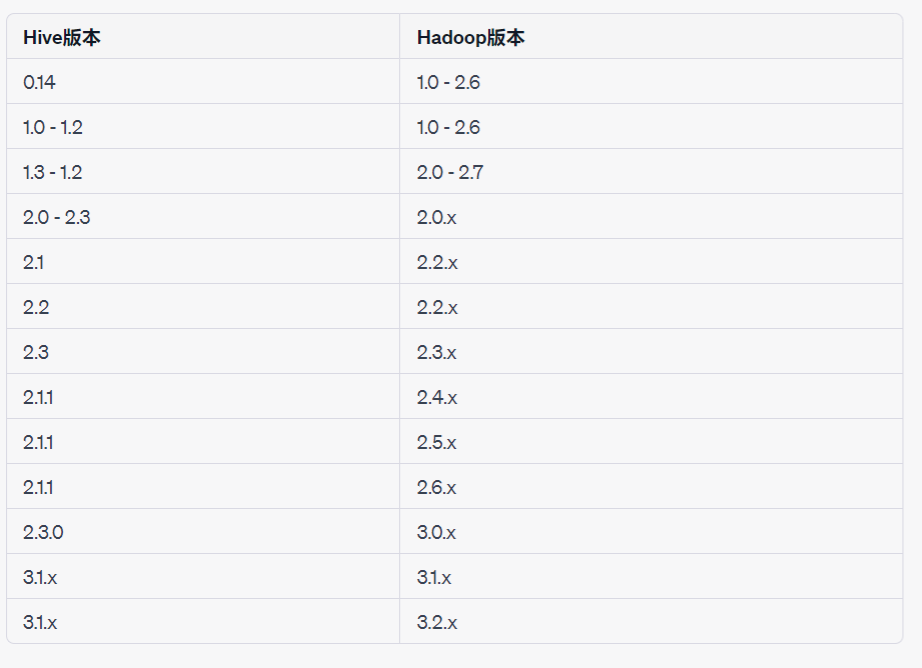 Hive版本 Hadoop版本
0.14 1.0 - 2.6
1.0 - 1.2 1.0 - 2.6
1.3 - 1.2 2.0 - 2.7
2.0 - 2.3 2.0.x
2.1 2.2.x
2.2 2.2.x
2.3 2.3.x
2.1.1 2.4.x
2.1.1 2.5.x
2.1.1 2.6.x
2.3.0 3.0.x
3.1.x 3.1.x
3.1.x 3.2.x